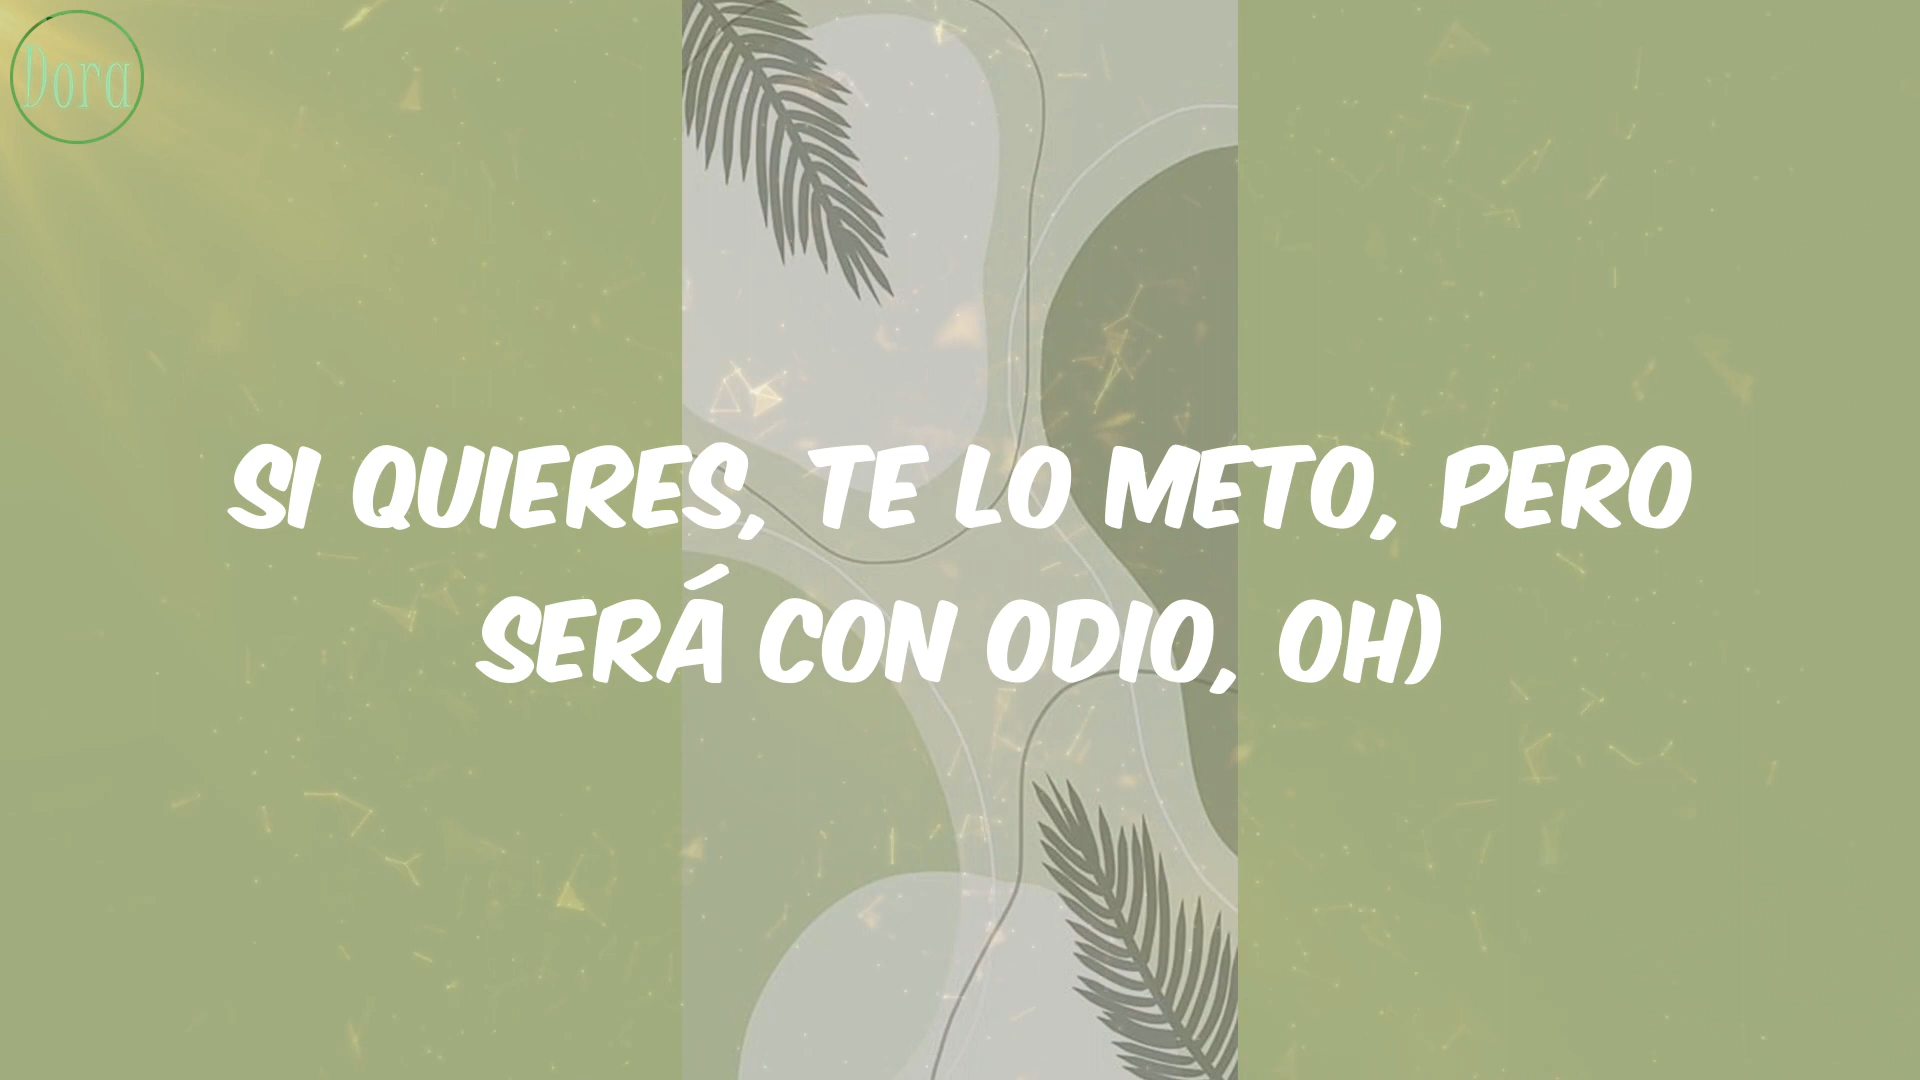 Dora
SI QUIERES, TE LO METO, PERO
SERÁ CON ODIO, OH)